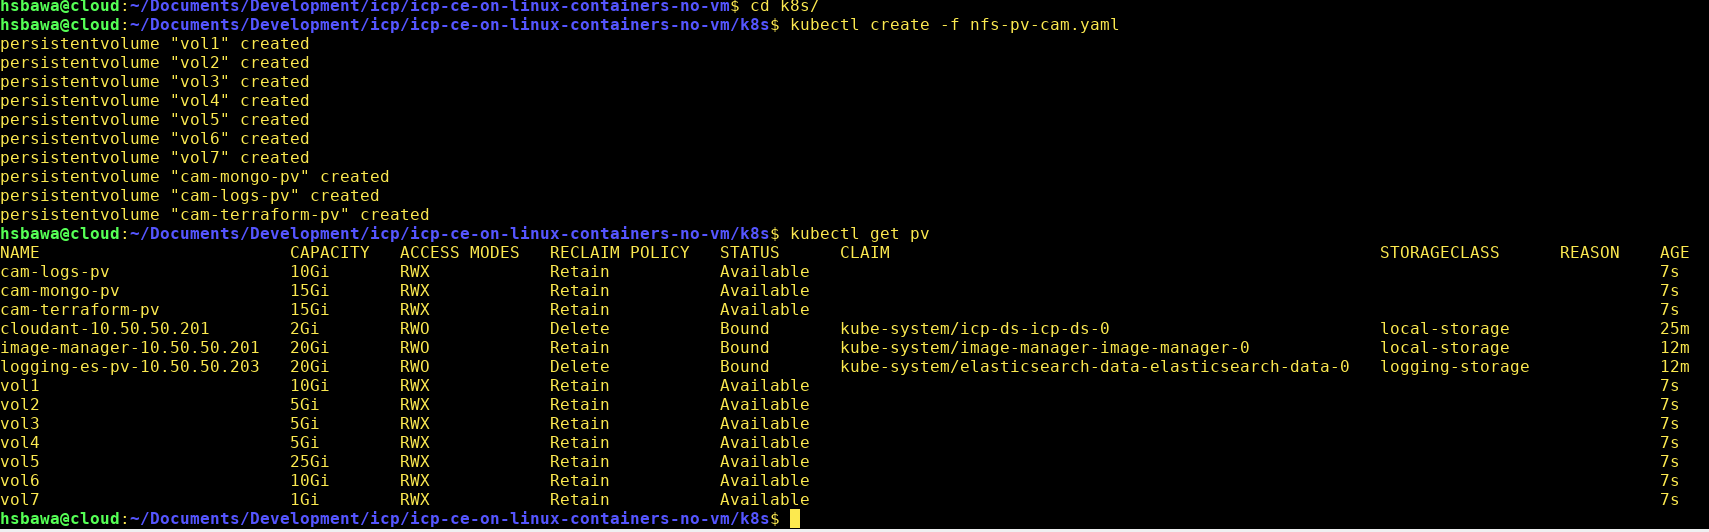 hsbawa@cloud:~/Documents/Development/icp/icp-ce-on-linux-containers-no-vm$ cd k8s/
hsbawa@cloud:~/Documents/Development/icp/icp-ce-on-linux-containers-no-vm/k8s$ kubectl create -f nfs-pv-cam.yaml
persistentvolume "vol1" created
persistentvolume "vol2" created
persistentvolume "vol3" created
persistentvolume "vol4" created
persistentvolume "vol5" created
persistentvolume "vol6" created
persistentvolume "vol7" created
persistentvolume "cam-mongo-pv" created
persistentvolume "cam-logs-pv" created
persistentvolume "cam-terraform-pv" created
hsbawa@cloud:~/Documents/Development/icp/icp-ce-on-linux-containers-no-vm/k8s$ kubectl get pv
NAME                         CAPACITY   ACCESS MODES   RECLAIM POLICY   STATUS      CLAIM                                                 STORAGECLASS      REASON    AGE
cam-logs-pv                  10Gi       RWX            Retain           Available                                                                                     7s
cam-mongo-pv                 15Gi       RWX            Retain           Available                                                                                     7s
cam-terraform-pv             15Gi       RWX            Retain           Available                                                                                     7s
cloudant-10.50.50.201        2Gi        RWO            Delete           Bound       kube-system/icp-ds-icp-ds-0                           local-storage               25m
image-manager-10.50.50.201   20Gi       RWO            Retain           Bound       kube-system/image-manager-image-manager-0             local-storage               12m
logging-es-pv-10.50.50.203   20Gi       RWO            Delete           Bound       kube-system/elasticsearch-data-elasticsearch-data-0   logging-storage             12m
vol1                         10Gi       RWX            Retain           Available                                                                                     7s
vol2                         5Gi        RWX            Retain           Available                                                                                     7s
vol3                         5Gi        RWX            Retain           Available                                                                                     7s
vol4                         5Gi        RWX            Retain           Available                                                                                     7s
vol5                         25Gi       RWX            Retain           Available                                                                                     7s
vol6                         10Gi       RWX            Retain           Available                                                                                     7s
vol7                         1Gi        RWX            Retain           Available                                                                                     7s
hsbawa@cloud:~/Documents/Development/icp/icp-ce-on-linux-containers-no-vm/k8s$